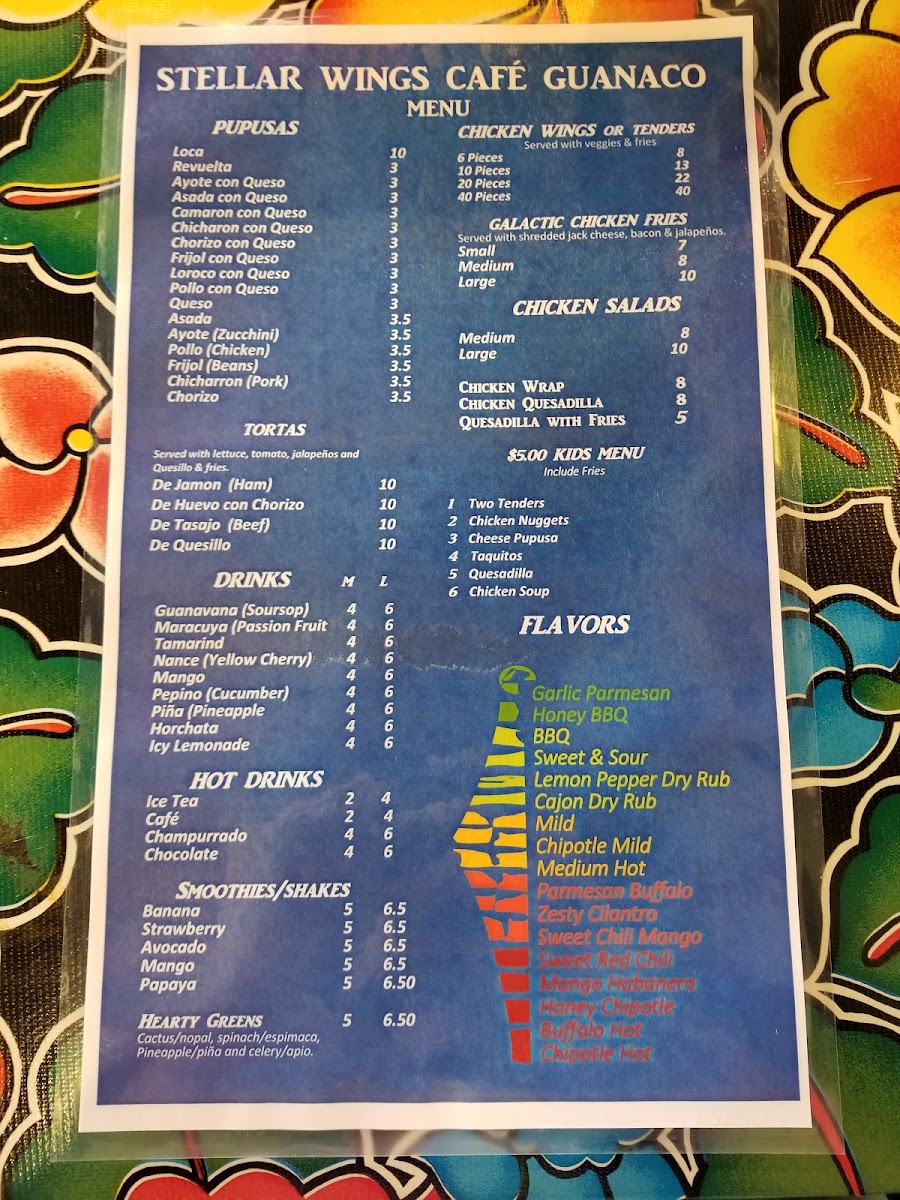 STELLAR WINGS CAFÉ GUANACO
MENU
PUPUSAS
Loca 10
Revuelta 3
Ayote con Queso 3
Asada con Queso 3
Camaron con Queso 3
Chicharon con Queso 3
Chorizo con Queso 3
Frijol con Queso 3
Loroco con Queso 3
Pollo con Queso 3
Queso 3
Asada 3.5
Ayote (Zucchini) 3.5
Pollo (Chicken) 3.5
Frijol (Beans) 3.5
Chicharron (Pork) 3.5
Chorizo 3.5
TORTAS
Served with lettuce, tomato, jalapeños and
Quesillo & fries.
De Jamon (Ham) 10
De Huevo con Chorizo 10
De Tasajo (Beef) 10
De Quesillo 10
DRINKS M L
Guanavana (Soursop) 4 6
Maracuya (Passion Fruit 4 6
Tamarind 4 6
Nance (Yellow Cherry) 4 6
Mango 4 6
Pepino (Cucumber) 4 6
Piña (Pineapple 4 6
Horchata 4 6
Icy Lemonade 4 6
HOT DRINKS
Ice Tea 2 4
Café 2 4
Champurrado 4 6
Chocolate 4 6
SMOOTHIES/SHAKES
Banana 5 6.5
Strawberry 5 6.5
Avocado 5 6.5
Mango 5 6.5
Papaya 5 6.50
HEARTY GREENS 5 6.50
Cactus/nopal, spinach/espimaca,
Pineapple/piña and celery/apio.
CHICKEN WINGS OR TENDERS
Served with veggies & fries
6 Pieces 8
10 Pieces 13
20 Pieces 22
40 Pieces 40
GALACTIC CHICKEN FRIES
Served with shredded jack cheese, bacon & jalapeños.
Small 7
Medium 8
Large 10
CHICKEN SALADS
Medium 8
Large 10
CHICKEN WRAP 8
CHICKEN QUESADILLA 8
QUESADILLA WITH FRIES 5
$5.00 KIDS MENU
Include Fries
1 Two Tenders
2 Chicken Nuggets
3 Cheese Pupusa
4 Taquitos
5 Quesadilla
6 Chicken Soup
FLAVORS
Garlic Parmesan
Honey BBQ
BBQ
Sweet & Sour
Lemon Pepper Dry Rub
Cajon Dry Rub
Mild
Chipotle Mild
Medium Hot
Parmesan Buffalo
Zesty Cilantro
Sweet Chili Mango
Sweet Red Chili
Mango Habanero
Honey Chipotle
Buffalo Hot
Chipotle Hot